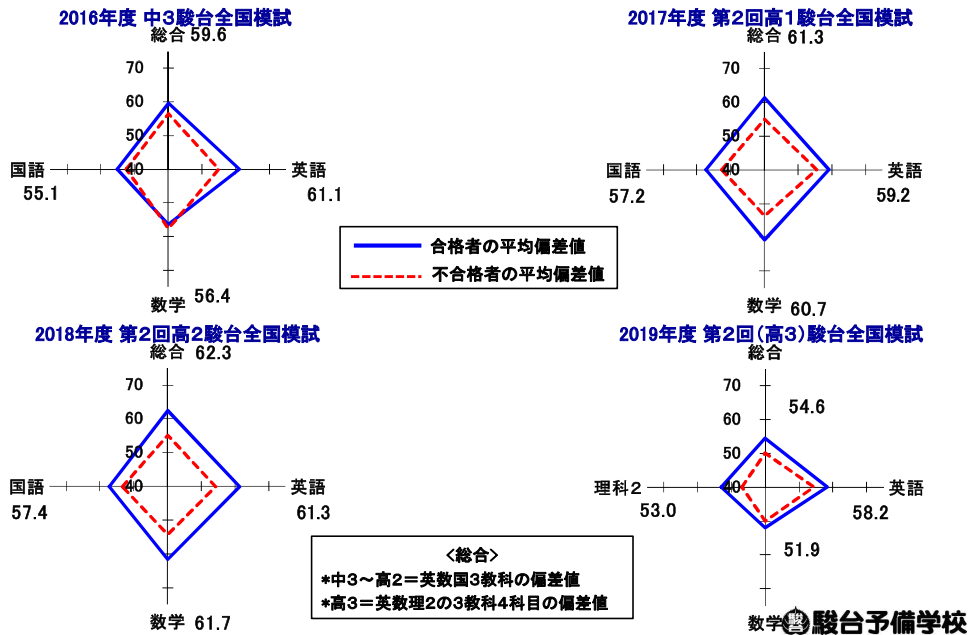 2016年度 中３駿台全国模試
総合 59.6
70
60
50
40
国語
55.1
英語
61.1
数学 56.4
2017年度 第２回高１駿台全国模試
総合 61.3
70
60
50
40
国語
57.2
英語
59.2
数学 60.7
合格者の平均偏差値
不合格者の平均偏差値
2018年度 第２回高２駿台全国模試
総合 62.3
70
60
50
40
国語
57.4
英語
61.3
数学 61.7
2019年度 第２回（高３）駿台全国模試
総合
70
54.6
60
50
40
理科２
53.0
英語
58.2
51.9
数学
<総合>
*中３～高２＝英数国３教科の偏差値
*高３＝英数理２の３教科４科目の偏差値
駿台予備学校